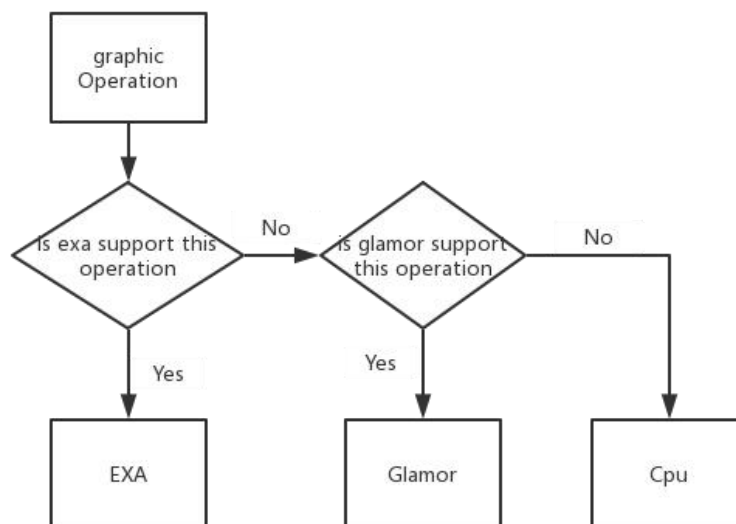 graphic
Operation
Is exa support this
operation
No
is glamor support
this operation
No
Yes
Yes
EXA
Glamor
Cpu